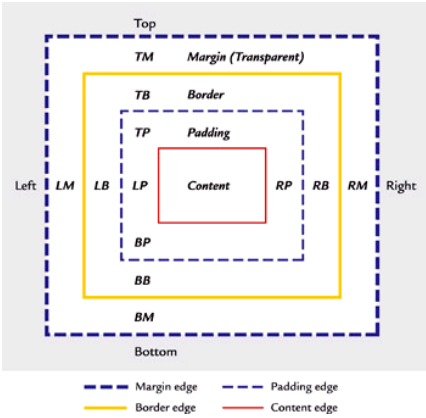 Top
TM Margin (Transparent)
TB Border
TP Padding
Left LM LB LP Content RP RB RM Right
BP
BB
BM
Bottom
Margin edge Padding edge
Border edge Content edge